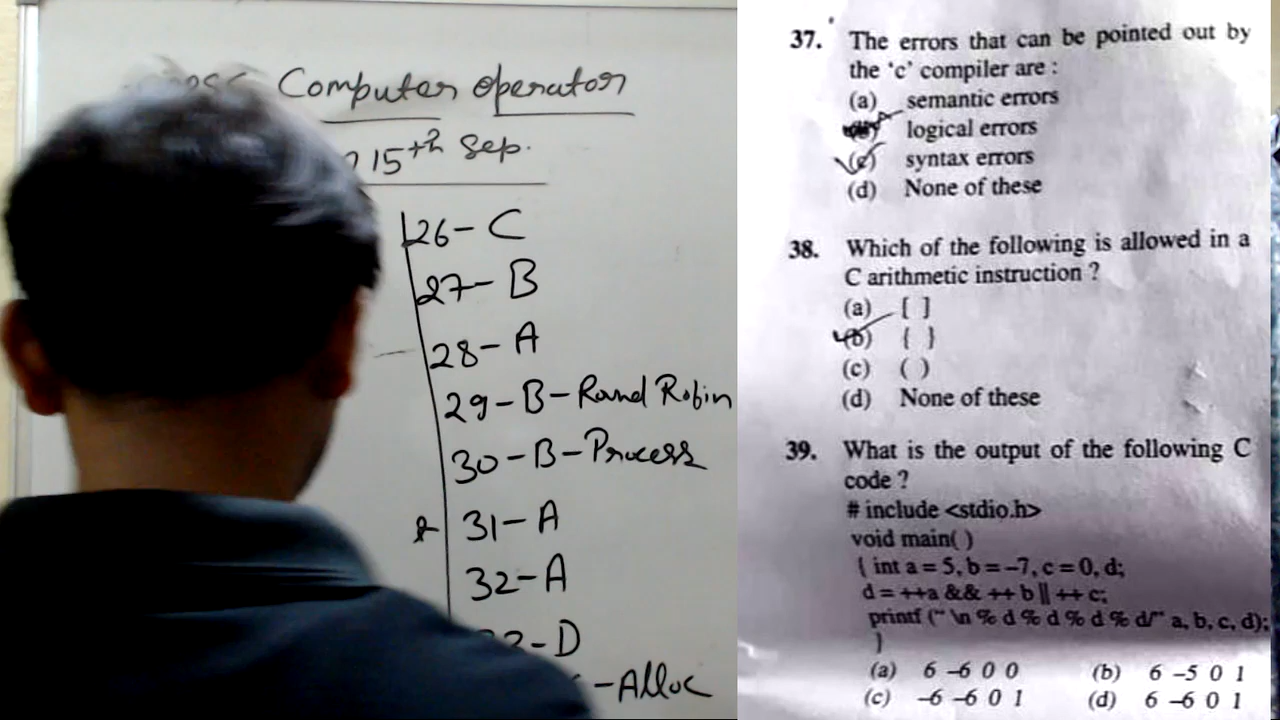 Computer operator
15th Sep.
26- C
27- B
28- A
29- B- Rand Robin
30- B- Process
31- A
32- A
- D
- Alloc
37. The errors that can be pointed out by
the 'c' compiler are :
(a) semantic errors
logical errors
(c) syntax errors
(d) None of these
38. Which of the following is allowed in a
C arithmetic instruction ?
(a) [ ]
(b) { }
(c) ( )
(d) None of these
39. What is the output of the following C
code ?
# include <stdio.h>
void main( )
{ int a = 5, b = –7, c = 0, d;
d = ++a && ++ b || ++ c;
printf (" \n % d % d % d % d/" a, b, c, d);
}
(a) 6 –6 0 0 (b) 6 –5 0 1
(c) –6 –6 0 1 (d) 6 –6 0 1